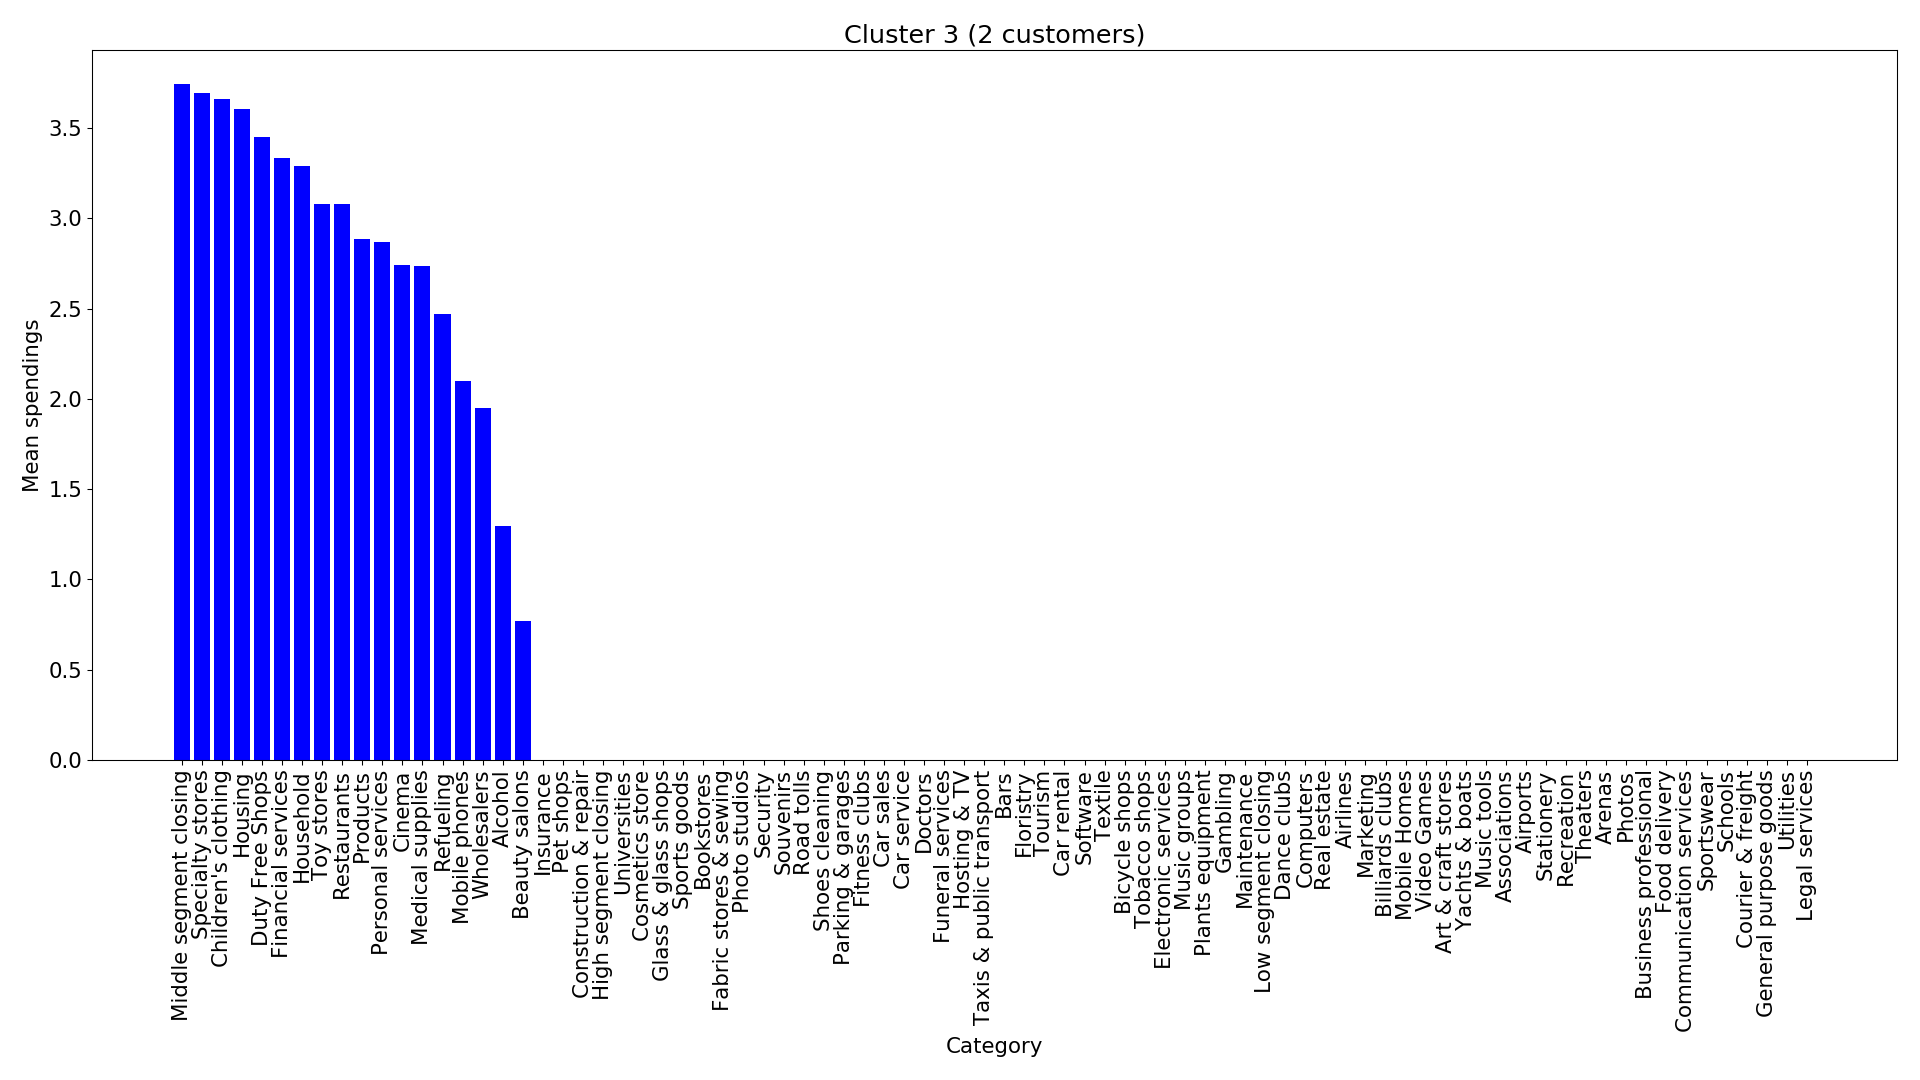 Cluster 3 (2 customers)
Mean spendings
3.5
3.0
2.5
2.0
1.5
1.0
0.5
0.0
Middle segment closing
Specialty stores
Children's clothing
Housing
Duty Free Shops
Financial services
Household
Toy stores
Restaurants
Products
Personal services
Cinema
Medical supplies
Refueling
Mobile phones
Wholesalers
Alcohol
Beauty salons
Insurance
Pet shops
Construction & repair
High segment closing
Universities
Cosmetics store
Glass & glass shops
Sports goods
Bookstores
Fabric stores & sewing
Photo studios
Security
Souvenirs
Road tolls
Shoes cleaning
Parking & garages
Fitness clubs
Car sales
Car service
Doctors
Funeral services
Hosting & TV
Taxis & public transport
Bars
Floristry
Tourism
Car rental
Software
Textile
Bicycle shops
Tobacco shops
Electronic services
Music groups
Plants equipment
Gambling
Maintenance
Low segment closing
Dance clubs
Computers
Real estate
Airlines
Marketing
Billiards clubs
Mobile Homes
Video Games
Art & craft stores
Yachts & boats
Music tools
Associations
Airports
Stationery
Recreation
Theaters
Arenas
Photos
Business professional
Food delivery
Communication services
Sportswear
Schools
Courier & freight
General purpose goods
Utilities
Legal services
Category